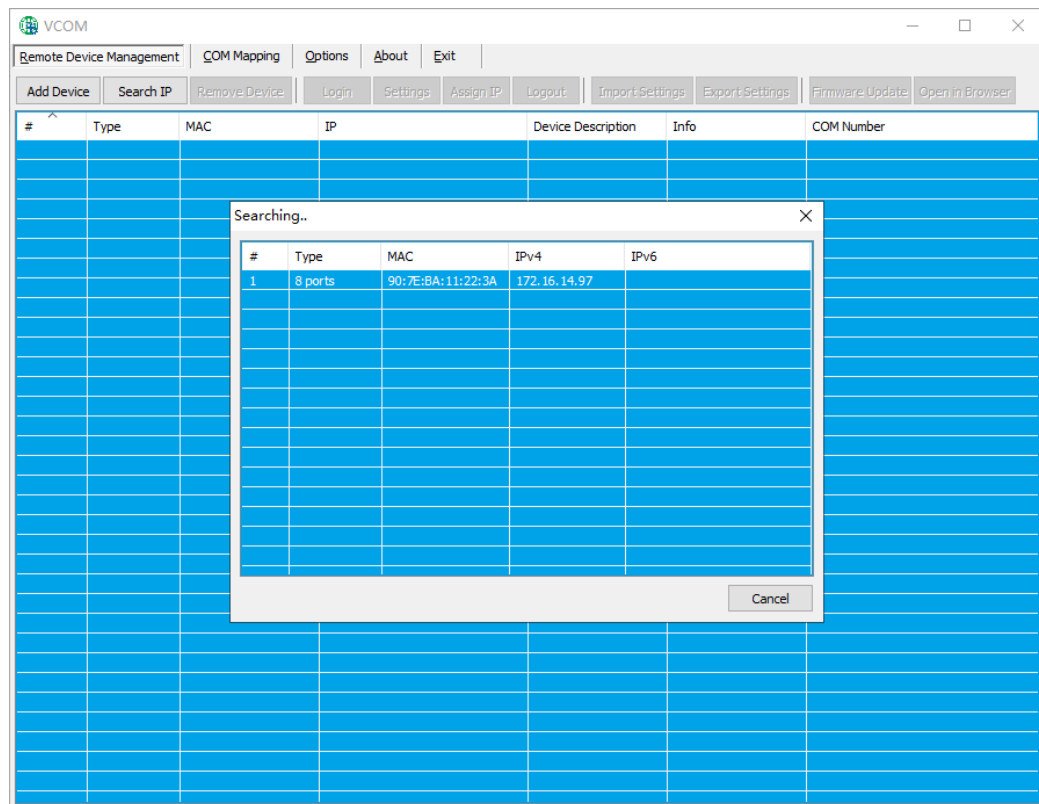 VCOM
Remote Device Management COM Mapping Options About Exit
Add Device Search IP Remove Device Login Settings Assign IP Logout Import Settings Export Settings Firmware Update Open in Browser
# Type MAC IP Device Description Info COM Number
Searching..
# Type MAC IPv4 IPv6
1 8 ports 90:7E:BA:11:22:3A 172.16.14.97
Cancel